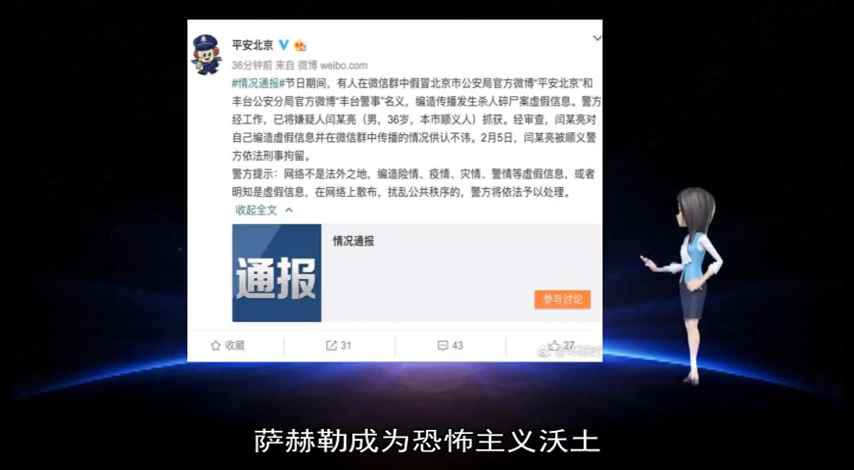 平安北京
36分钟前 来自 微博 weibo.com
#情况通报#节日期间，有人在微信群中假冒北京市公安局官方微博“平安北京”和
丰台公安分局官方微博“丰台警事”名义，编造传播发生杀人碎尸案虚假信息。警方
经工作，已将嫌疑人闫某亮（男，36岁，本市顺义人）抓获。经审查，闫某亮对
自己编造虚假信息并在微信群中传播的情况供认不讳。2月5日，闫某亮被顺义警
方依法刑事拘留。
警方提示：网络不是法外之地，编造险情、疫情、灾情、警情等虚假信息，或者
明知是虚假信息，在网络上散布，扰乱公共秩序的，警方将依法予以处理。
收起全文
通报
情况通报
参与讨论
收藏
31
43
27
萨赫勒成为恐怖主义沃土